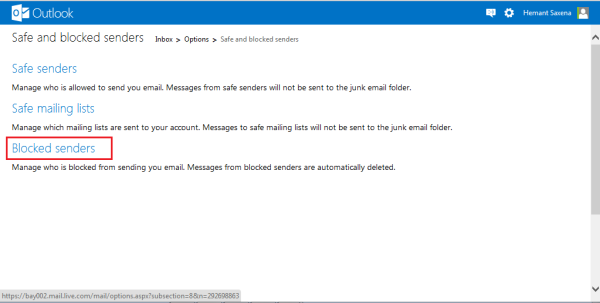 Outlook
Hemant Saxena
Safe and blocked senders
Inbox > Options > Safe and blocked senders
Safe senders
Manage who is allowed to send you email. Messages from safe senders will not be sent to the junk email folder.
Safe mailing lists
Manage which mailing lists are sent to your account. Messages to safe mailing lists will not be sent to the junk email folder.
Blocked senders
Manage who is blocked from sending you email. Messages from blocked senders are automatically deleted.
https://bay002.mail.live.com/mail/options.aspx?subsection=8&n=292698863